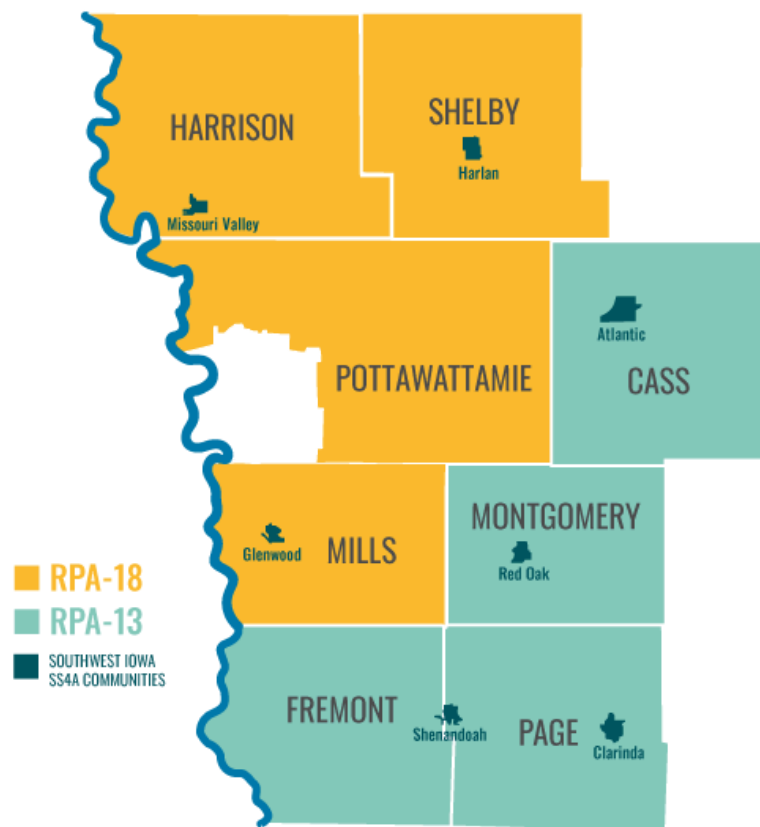 HARRISON
SHELBY
Harlan
Missouri Valley
Atlantic
POTTAWATTAMIE
CASS
MONTGOMERY
Glenwood
MILLS
Red Oak
RPA-18
RPA-13
SOUTHWEST IOWA
SS4A COMMUNITIES
FREMONT
Shenandoah
PAGE
Clarinda